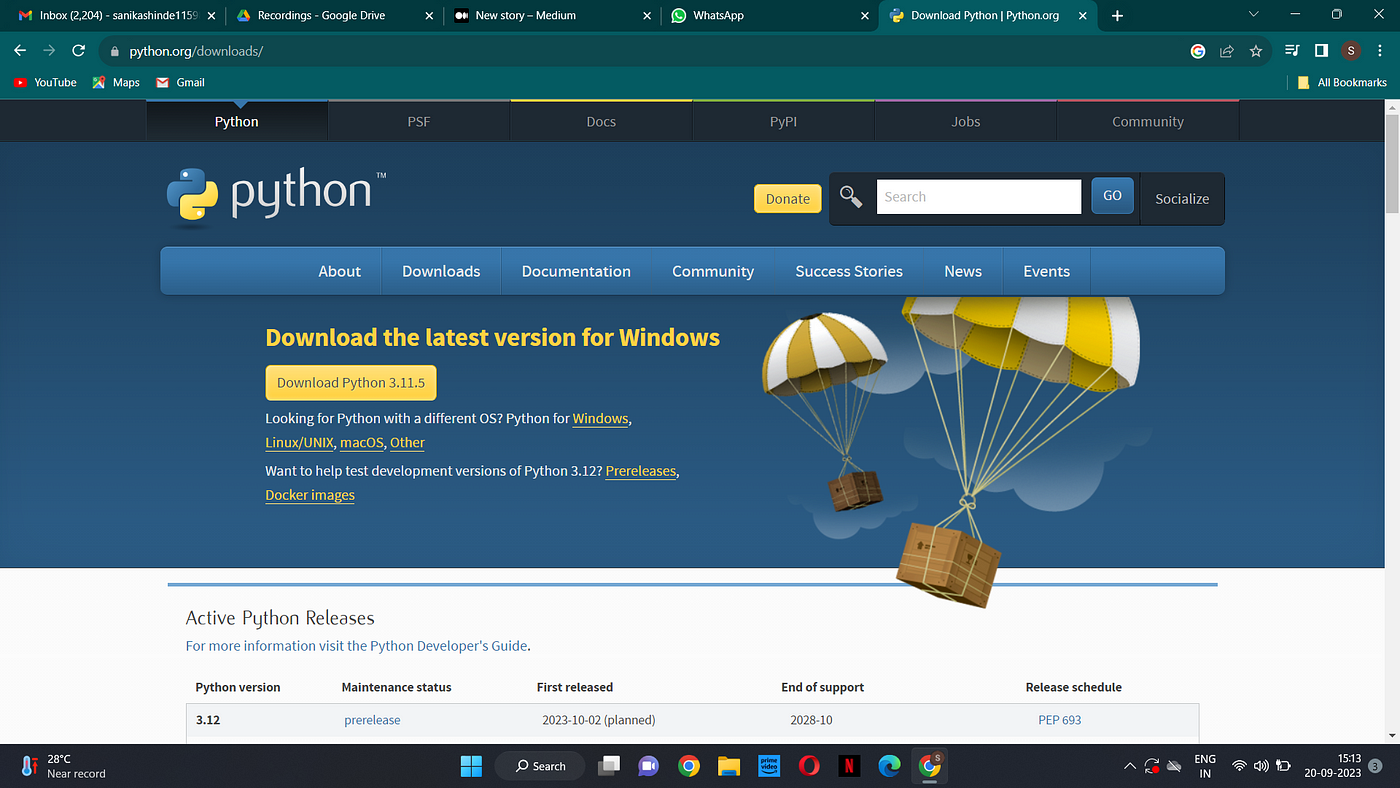 Inbox (2,204) - sanikashinde1159
Recordings - Google Drive
New story – Medium
WhatsApp
Download Python | Python.org
python.org/downloads/
S
YouTube
Maps
Gmail
All Bookmarks
Python
PSF
Docs
PyPI
Jobs
Community
python™
Donate
Search
GO
Socialize
About
Downloads
Documentation
Community
Success Stories
News
Events
Download the latest version for Windows
Download Python 3.11.5
Looking for Python with a different OS? Python for Windows,
Linux/UNIX, macOS, Other
Want to help test development versions of Python 3.12? Prereleases,
Docker images
Active Python Releases
For more information visit the Python Developer's Guide.
Python version Maintenance status First released End of support Release schedule
3.12 prerelease 2023-10-02 (planned) 2028-10 PEP 693
28°C
Near record
Search
prime video
N
S
ENG
IN
15:13
20-09-2023
3